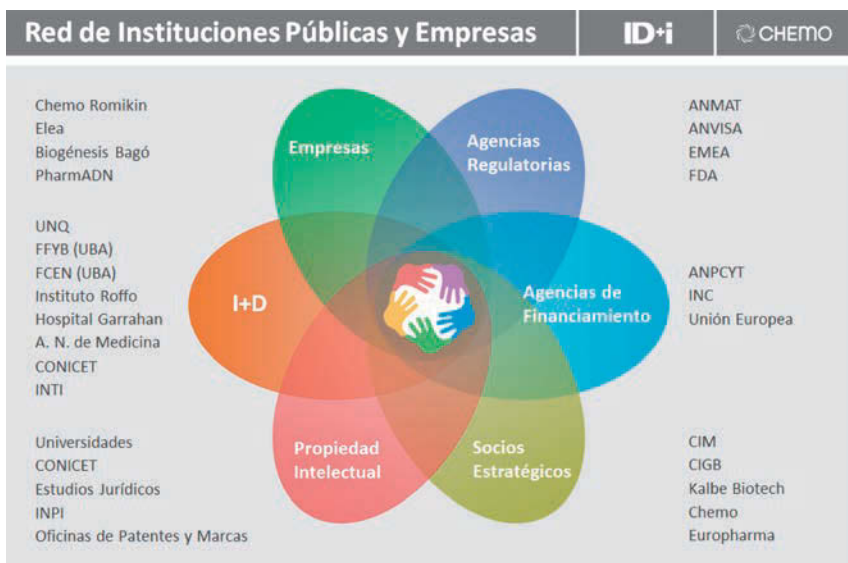 Red de Instituciones Públicas y Empresas
ID+i
CHEMO
Chemo Romikin
Elea
Biogénesis Bagó
PharmADN
UNQ
FFYB (UBA)
FCEN (UBA)
Instituto Roffo
Hospital Garrahan
A. N. de Medicina
CONICET
INTI
Universidades
CONICET
Estudios Jurídicos
INPI
Oficinas de Patentes y Marcas
Empresas
Agencias
Regulatorias
I+D
Agencias de
Financiamiento
Propiedad
Intelectual
Socios
Estratégicos
ANMAT
ANVISA
EMEA
FDA
ANPCYT
INC
Unión Europea
CIM
CIGB
Kalbe Biotech
Chemo
Europharma